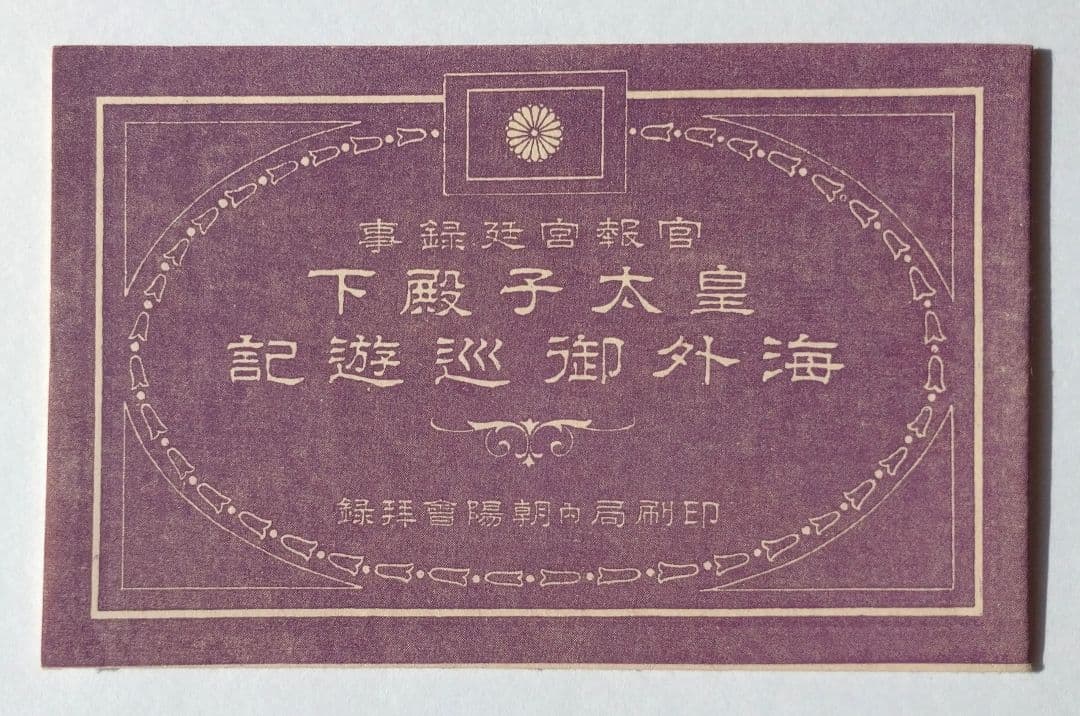 官報宮廷録事
皇太子殿下
海外御巡遊記
印刷局内朝陽會拜録